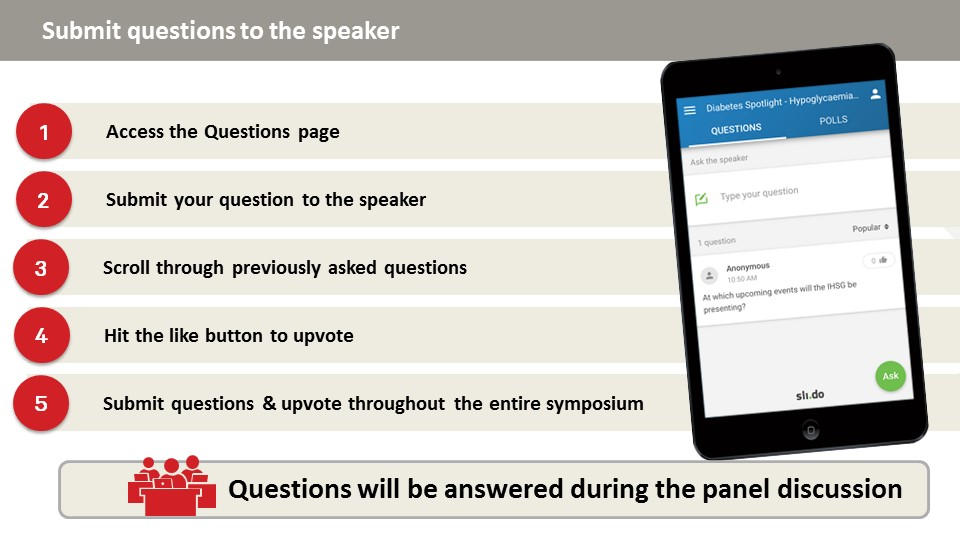 Submit questions to the speaker
1 Access the Questions page
2 Submit your question to the speaker
3 Scroll through previously asked questions
4 Hit the like button to upvote
5 Submit questions & upvote throughout the entire symposium
Diabetes Spotlight - Hypoglycaemia...
QUESTIONS POLLS
Ask the speaker
Type your question
1 question Popular
Anonymous 0
10:50 AM
At which upcoming events will the IHSG be
presenting?
Ask
sli.do
Questions will be answered during the panel discussion